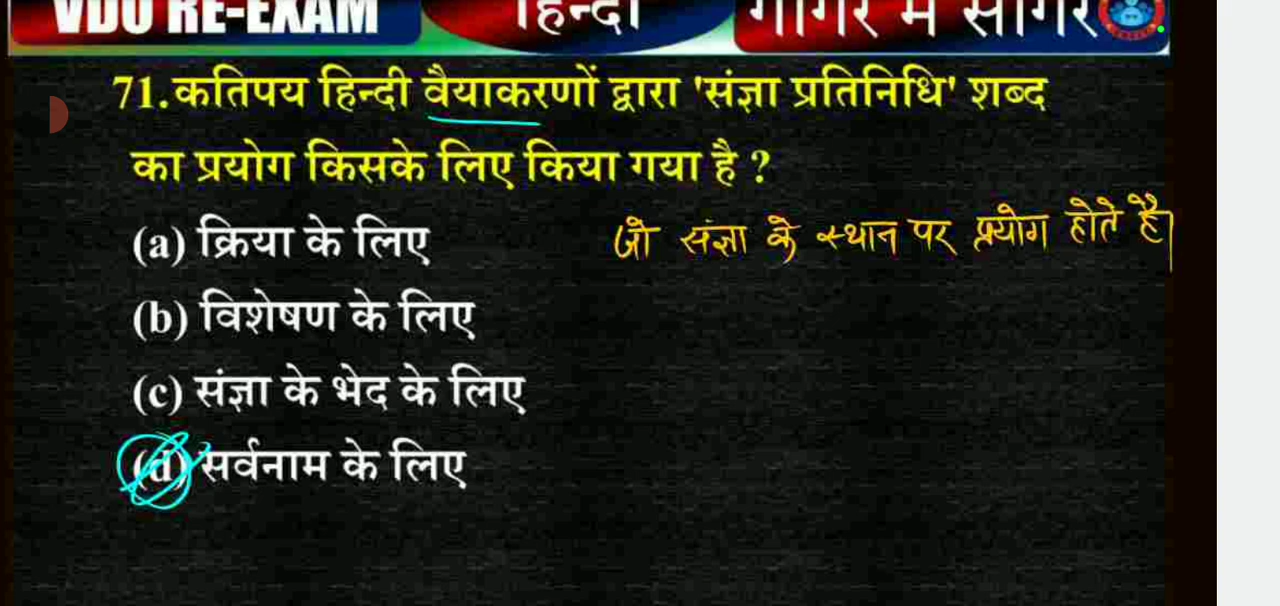 VDO RE-EXAM हिन्दी गागर में सागर
71.कतिपय हिन्दी वैयाकरणों द्वारा 'संज्ञा प्रतिनिधि' शब्द
का प्रयोग किसके लिए किया गया है ?
(a) क्रिया के लिए
जो संज्ञा के स्थान पर प्रयोग होते है।
(b) विशेषण के लिए
(c) संज्ञा के भेद के लिए
(d) सर्वनाम के लिए